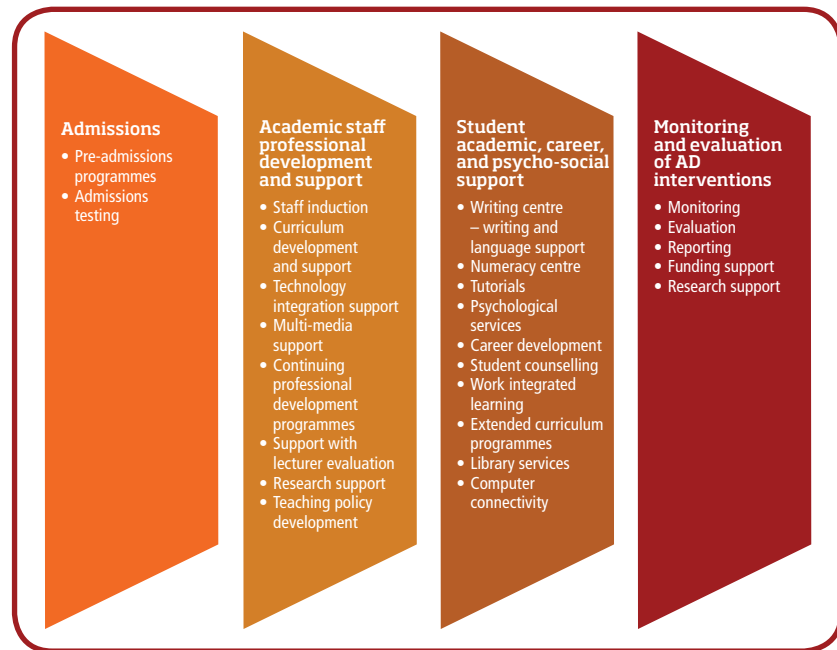 Admissions
• Pre-admissions
programmes
• Admissions
testing
Academic staff
professional
development
and support
• Staff induction
• Curriculum
development
and support
• Technology
integration support
• Multi-media
support
• Continuing
professional
development
programmes
• Support with
lecturer evaluation
• Research support
• Teaching policy
development
Student
academic, career,
and psycho-social
support
• Writing centre
– writing and
language support
• Numeracy centre
• Tutorials
• Psychological
services
• Career development
• Student counselling
• Work integrated
learning
• Extended curriculum
programmes
• Library services
• Computer
connectivity
Monitoring
and evaluation
of AD
interventions
• Monitoring
• Evaluation
• Reporting
• Funding support
• Research support